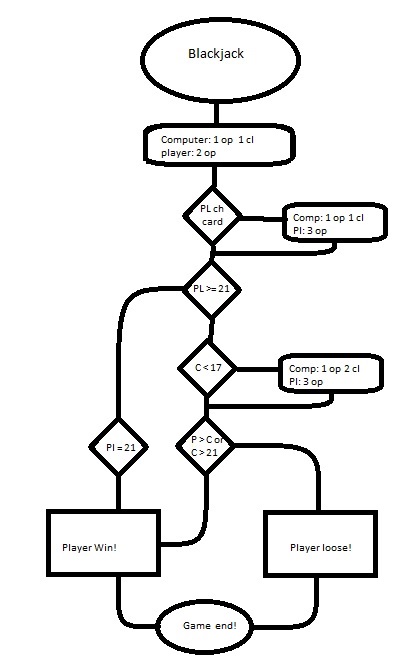 Blackjack
Computer: 1 op 1 cl
player: 2 op
PL ch
card
Comp: 1 op 1 cl
Pl: 3 op
PL >= 21
C < 17
Comp: 1 op 2 cl
Pl: 3 op
Pl = 21
P > C or
C > 21
Player Win!
Player loose!
Game end!